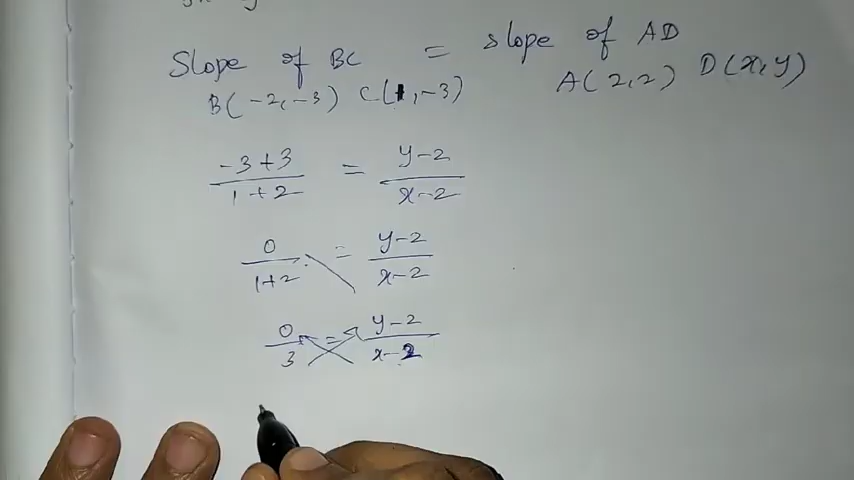 Slope of BC = slope of AD
B(-2,-3) C(1,-3) A(2,2) D(x,y)
-3+3 / 1+2 = y-2 / x-2
0 / 1+2 = y-2 / x-2
0 / 3 = y-2 / x-2